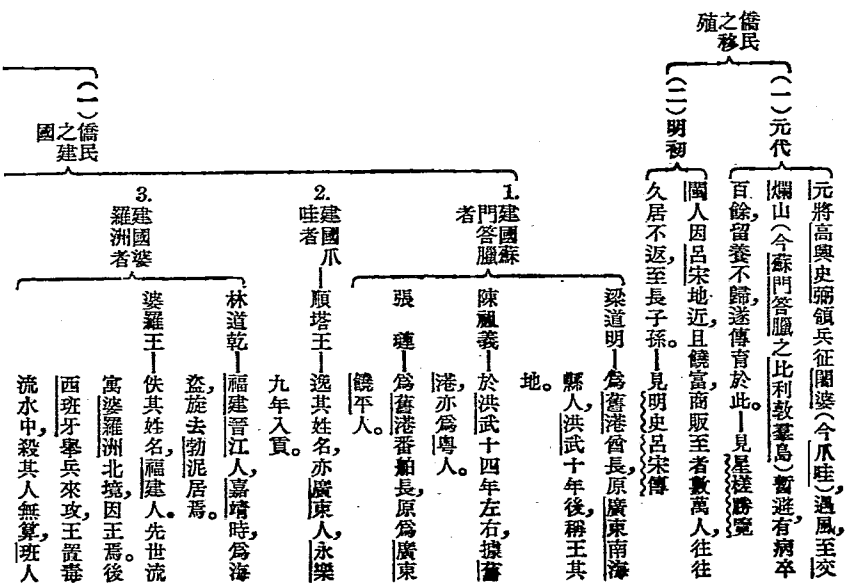 僑民
之移
殖
(一)元代
元將高興史弼領兵征闍婆(今爪哇),遇風至交
欄山(今蘇門答臘之比利敦羣島)暫避有病卒
百餘留養不歸,遂傳育於此。—見星槎勝覽
(二)明初
閩人因呂宋地近且饒富,商販至者數萬人,往往
久居不返,至長子孫。—見明史呂宋傳
(一)僑民
之建
國
1.建國蘇
門答臘
者
梁道明—爲舊港酋長,原廣東南海
縣人,洪武十年後,稱王其
地。
陳祖義—於洪武十四年左右,據舊
港,亦爲粵人。
張 璉—爲舊港番舶長,原爲廣東
饒平人。
2.建國爪
哇者
順塔王—逸其姓名,亦廣東人,永樂
九年入貢。
3.建國婆
羅洲者
林道乾—福建晉江人,嘉靖時爲海
盜,旋去勃泥居焉。
婆羅王—佚其姓名,福建人。先世流
寓婆羅洲北境,因王焉。後
西班牙舉兵來攻,王置毒
流水中,殺其人無算,班人